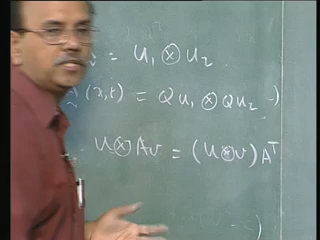 = u₁ ⊗ u₂
(x,t) = Qu₁ ⊗ Qu₂
u ⊗ Av = (u ⊗ v) Aᵀ